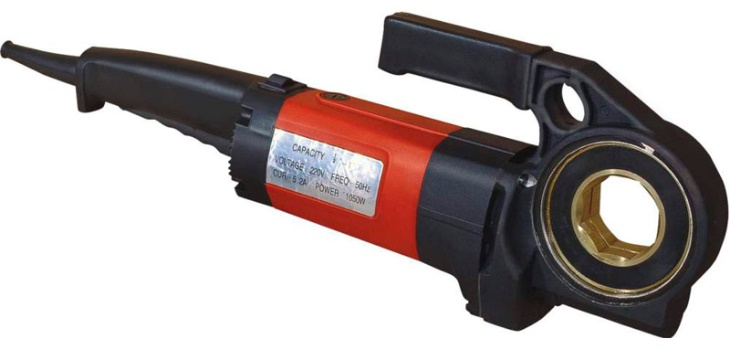 CAPACITY
VOLTAGE 220V FREQ 50Hz
CUR 5.2A POWER 1050W